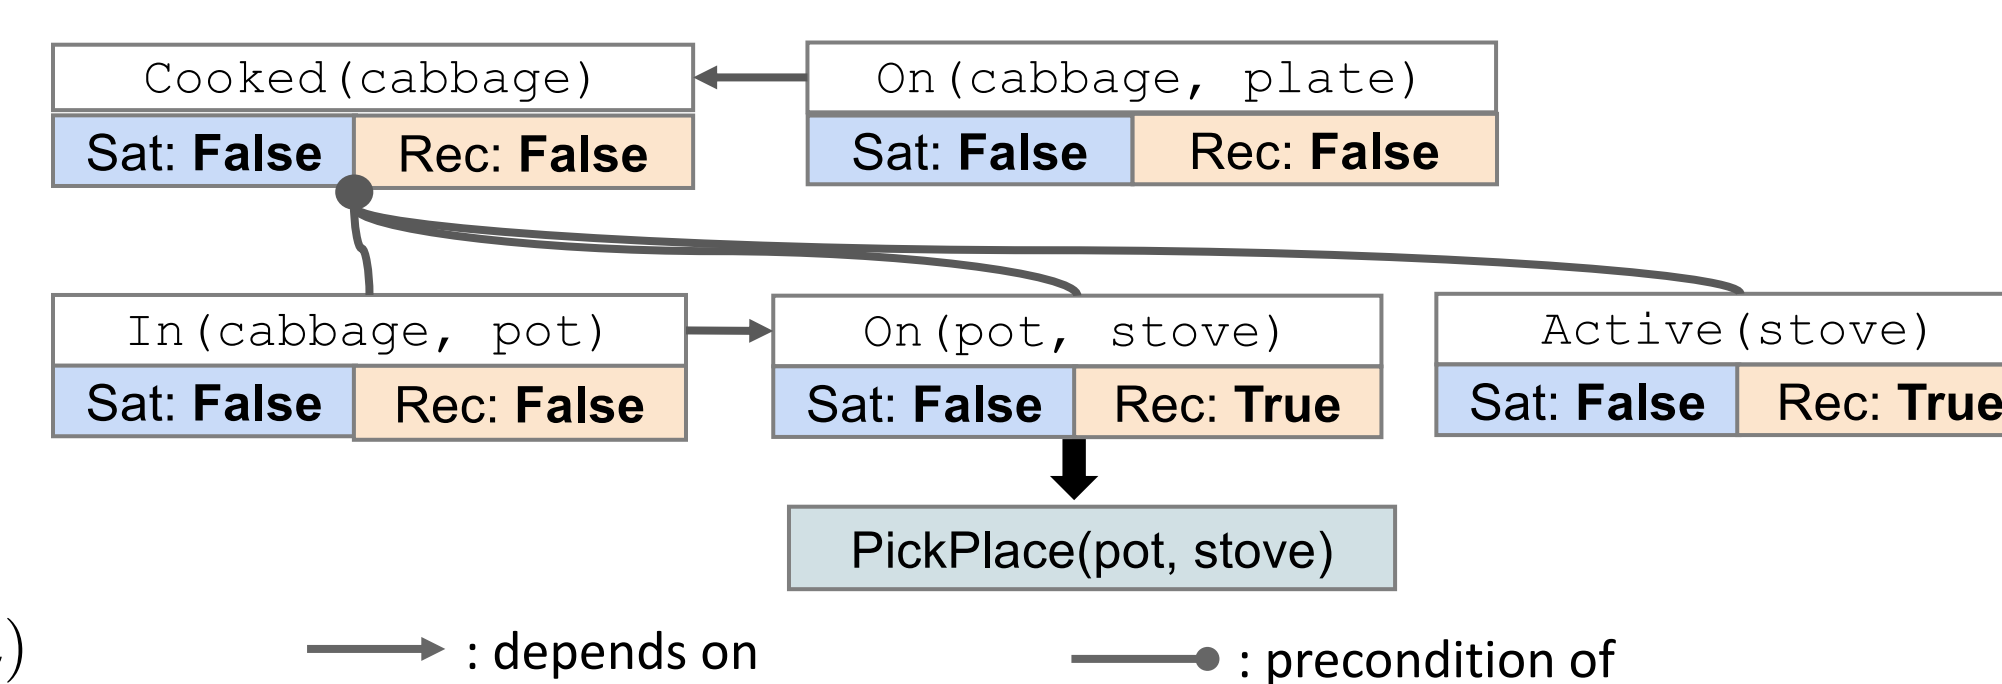 Cooked(cabbage)
On(cabbage, plate)
Sat: False
Rec: False
Sat: False
Rec: False
In(cabbage, pot)
On(pot, stove)
Active(stove)
Sat: False
Rec: False
Sat: False
Rec: True
Sat: False
Rec: True
PickPlace(pot, stove)
)
: depends on
: precondition of